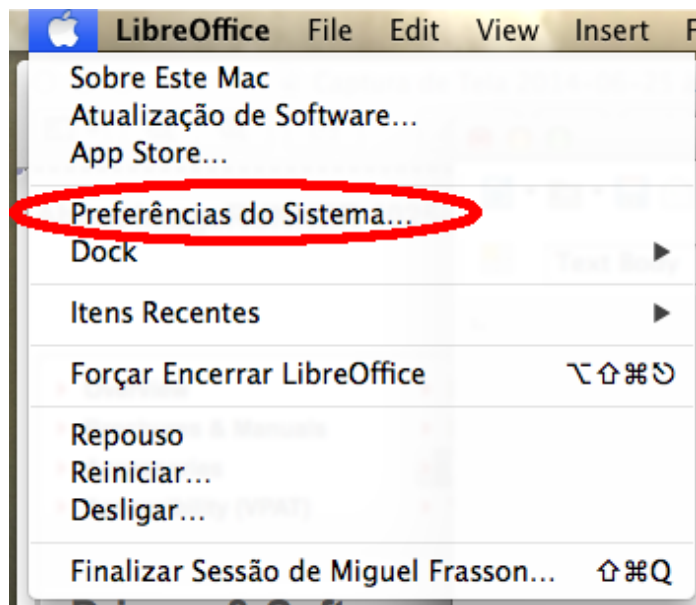 LibreOffice File Edit View Insert F
Sobre Este Mac
Atualização de Software...
App Store...
Preferências do Sistema...
Dock ▶
Itens Recentes ▶
Forçar Encerrar LibreOffice ⌥⇧⌘⎋
Repouso
Reiniciar...
Desligar...
Finalizar Sessão de Miguel Frasson... ⇧⌘Q